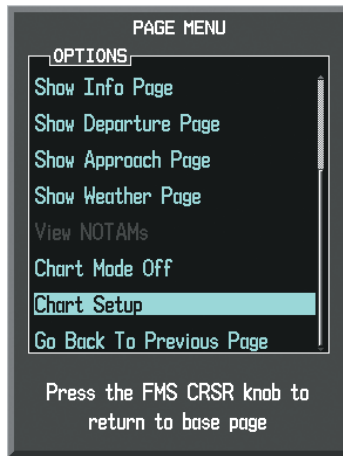 PAGE MENU
OPTIONS
Show Info Page
Show Departure Page
Show Approach Page
Show Weather Page
View NOTAMs
Chart Mode Off
Chart Setup
Go Back To Previous Page
Press the FMS CRSR knob to
return to base page